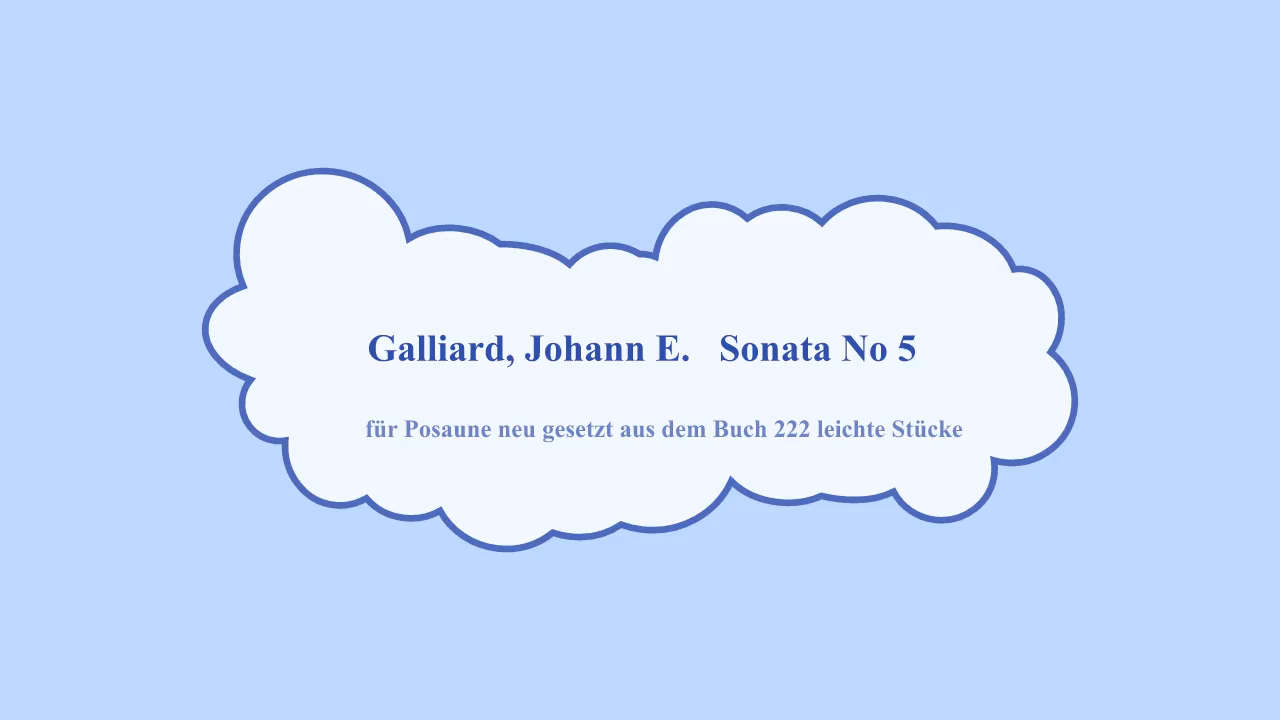 Galliard, Johann E.   Sonata No 5
für Posaune neu gesetzt aus dem Buch 222 leichte Stücke